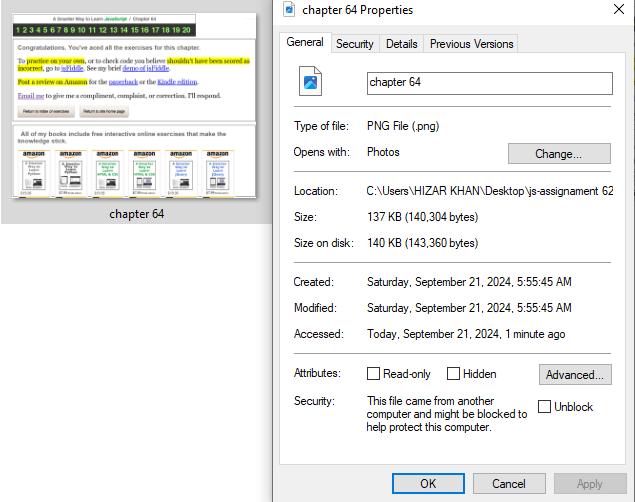 A Smarter Way to Learn JavaScript / Chapter 64
1 2 3 4 5 6 7 8 9 10 11 12 13 14 15 16 17 18 19 20
Congratulations. You've aced all the exercises for this chapter.
To practice on your own, or to check code you believe shouldn't have been scored as
incorrect, go to jsFiddle. See my brief demo of jsFiddle.
Post a review on Amazon for the paperback or the Kindle edition.
Email me to give me a compliment, complaint, or correction. I'll respond.
Return to index of exercises Return to site home page
All of my books include free interactive online exercises that make the
knowledge stick.
amazon amazon amazon amazon amazon amazon
chapter 64
chapter 64 Properties
General Security Details Previous Versions
chapter 64
Type of file: PNG File (.png)
Opens with: Photos Change...
Location: C:\Users\HIZAR KHAN\Desktop\js-assignament 62
Size: 137 KB (140,304 bytes)
Size on disk: 140 KB (143,360 bytes)
Created: Saturday, September 21, 2024, 5:55:45 AM
Modified: Saturday, September 21, 2024, 5:55:45 AM
Accessed: Today, September 21, 2024, 1 minute ago
Attributes: Read-only Hidden Advanced...
Security: This file came from another
computer and might be blocked to
help protect this computer.
Unblock
OK Cancel Apply